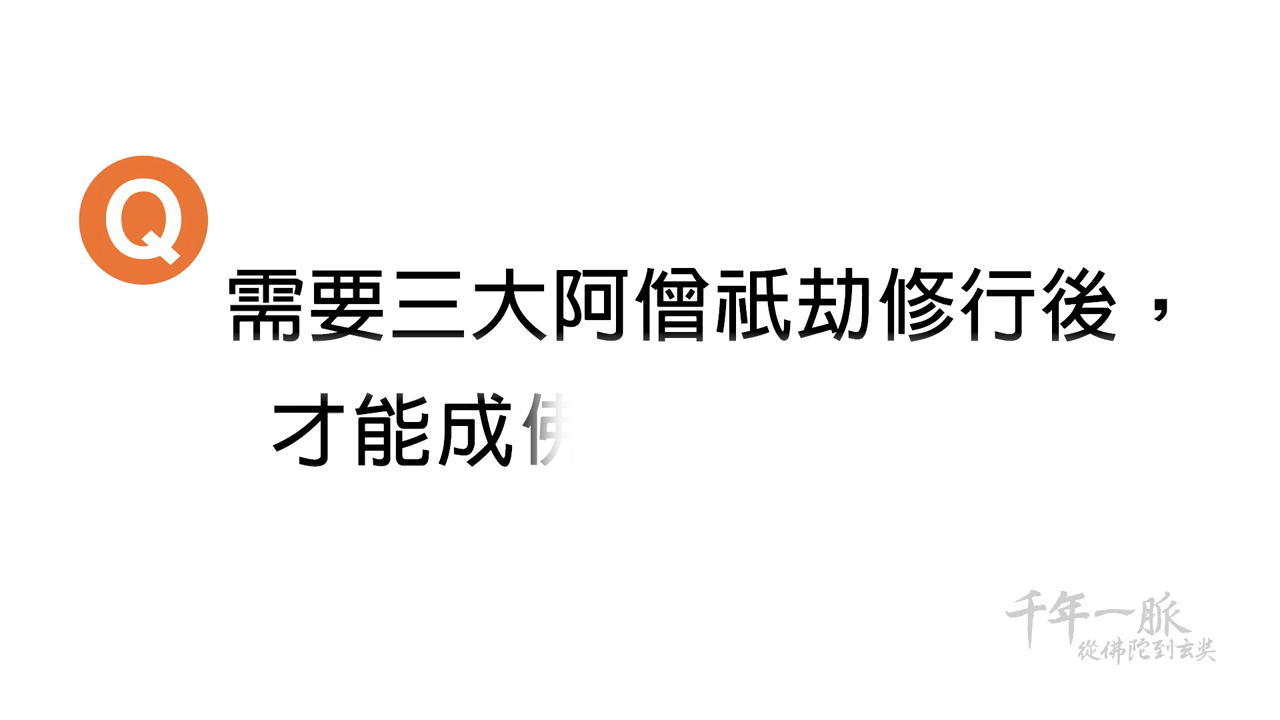 Q
需要三大阿僧祇劫修行後，
才能成佛
千年一脈
從佛陀到玄奘